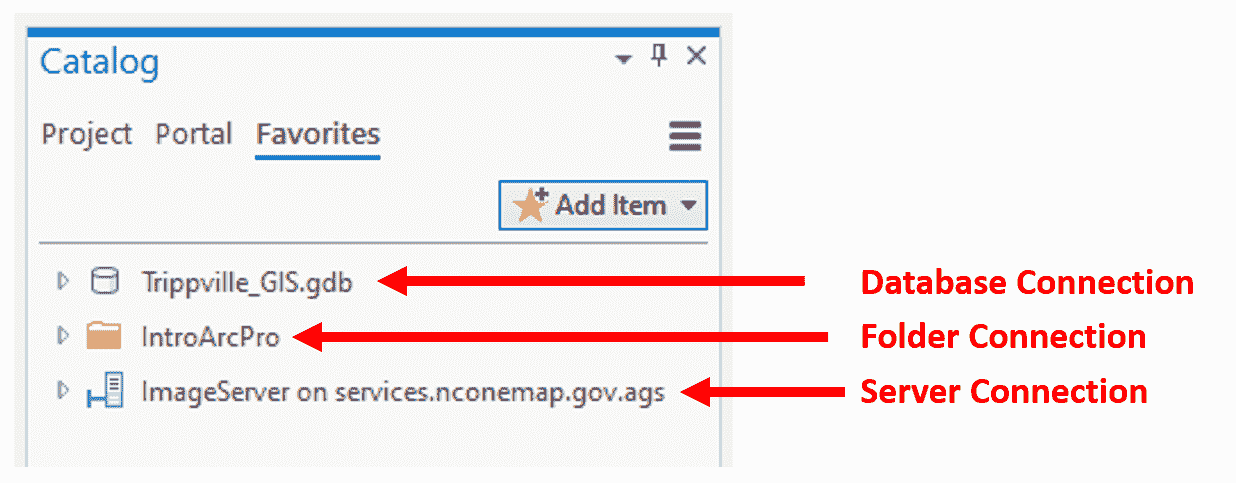 Catalog
Project Portal Favorites
Add Item
Trippville_GIS.gdb
Database Connection
IntroArcPro
Folder Connection
ImageServer on services.nconemap.gov.ags
Server Connection